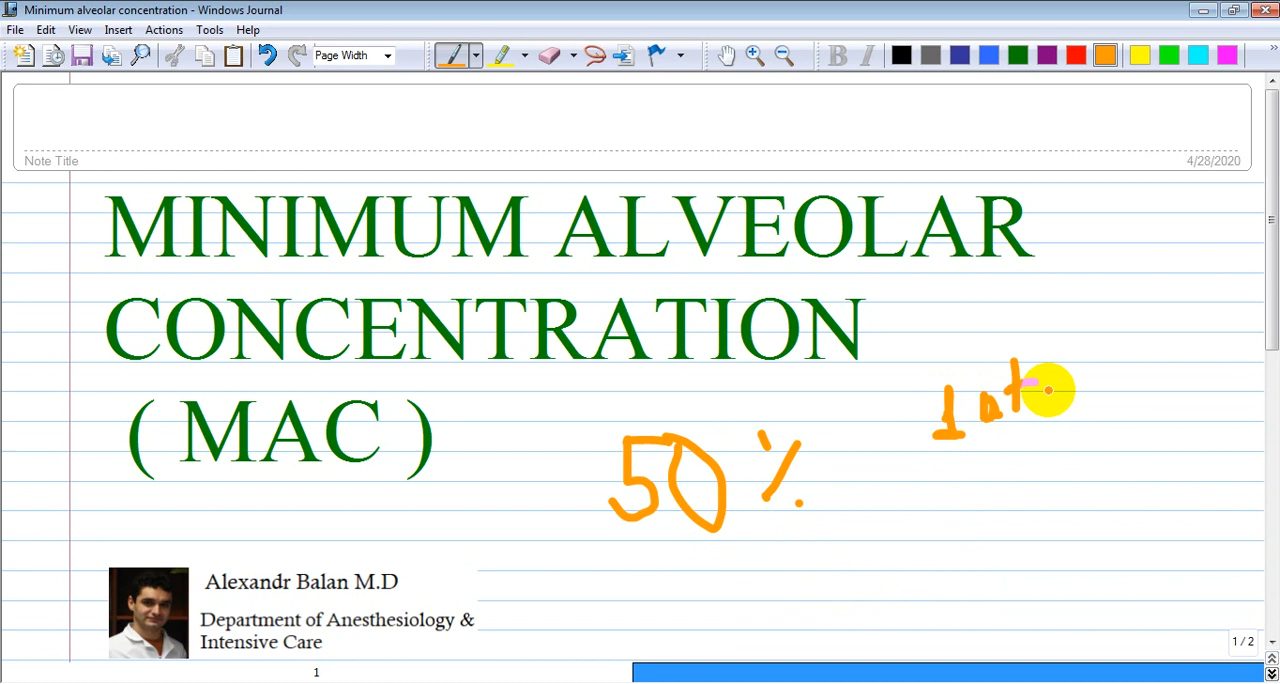 Minimum alveolar concentration - Windows Journal
File Edit View Insert Actions Tools Help
Page Width
B I
Note Title
4/28/2020
MINIMUM ALVEOLAR
CONCENTRATION
( MAC )
1 at
50 %
Alexandr Balan M.D
Department of Anesthesiology &
Intensive Care
1 / 2
1